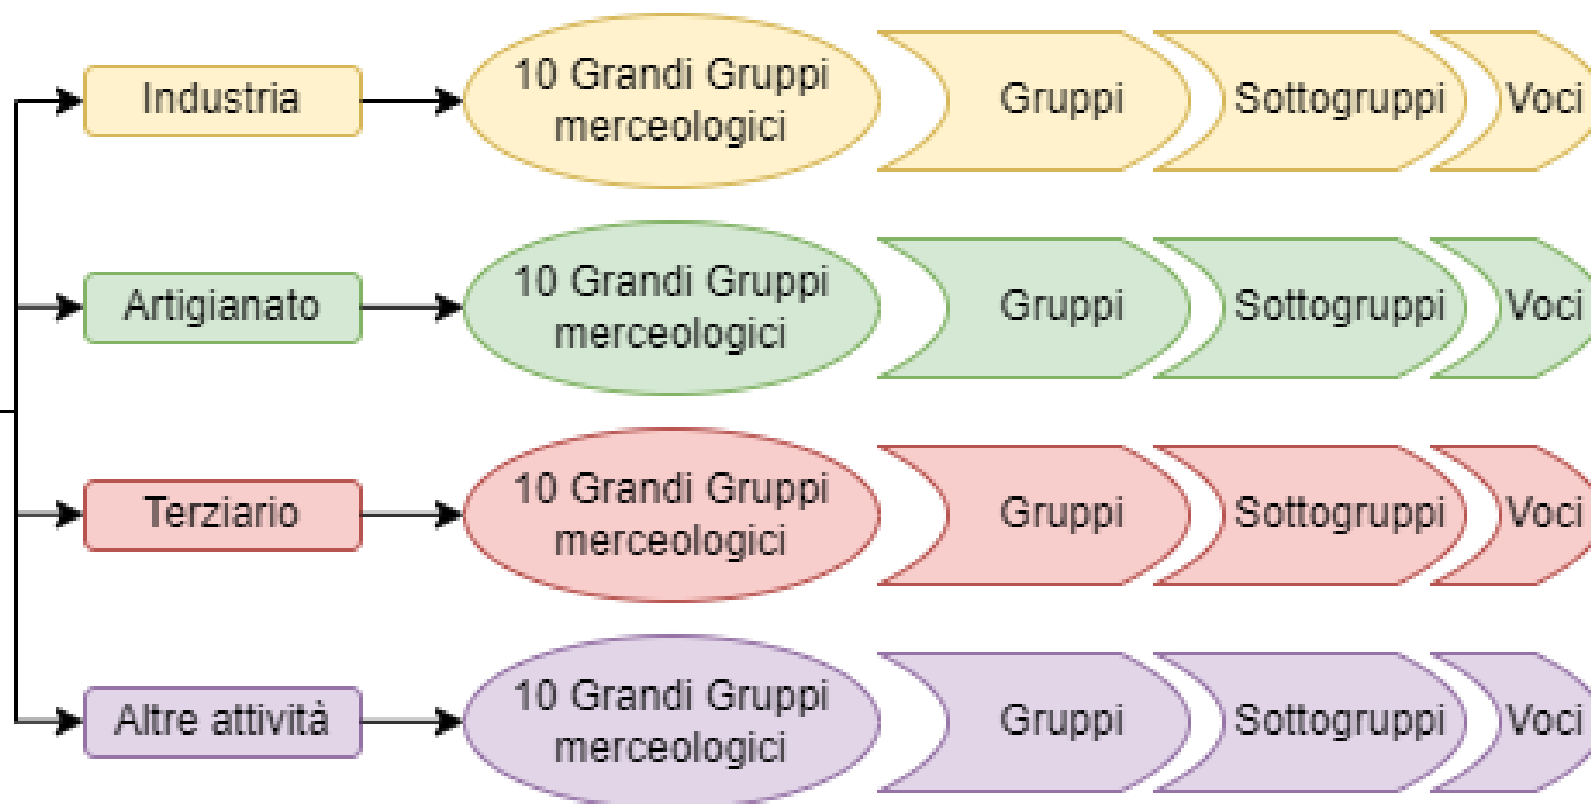 Industria
10 Grandi Gruppi
merceologici
Gruppi
Sottogruppi
Voci
Artigianato
10 Grandi Gruppi
merceologici
Gruppi
Sottogruppi
Voci
Terziario
10 Grandi Gruppi
merceologici
Gruppi
Sottogruppi
Voci
Altre attività
10 Grandi Gruppi
merceologici
Gruppi
Sottogruppi
Voci